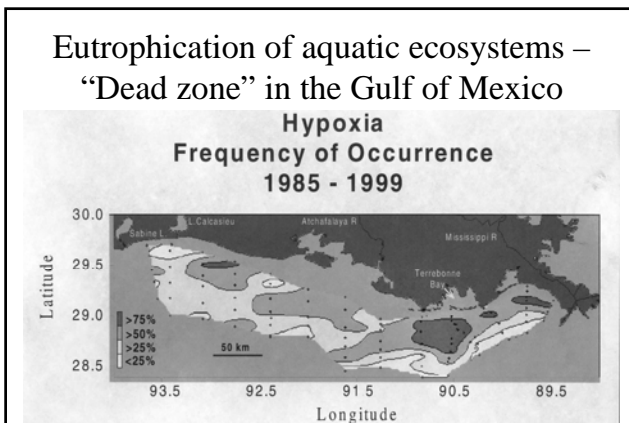 Eutrophication of aquatic ecosystems –
“Dead zone” in the Gulf of Mexico
Hypoxia
Frequency of Occurrence
1985 - 1999
30.0
29.5
29.0
28.5
Latitude
Sabine L.
L.Calcasieu
Atchafalaya R
Mississippi R
Terrebonne
Bay
>75%
>50%
>25%
<25%
50 km
93.5 92.5 91 5 90.5 89.5
Longitude